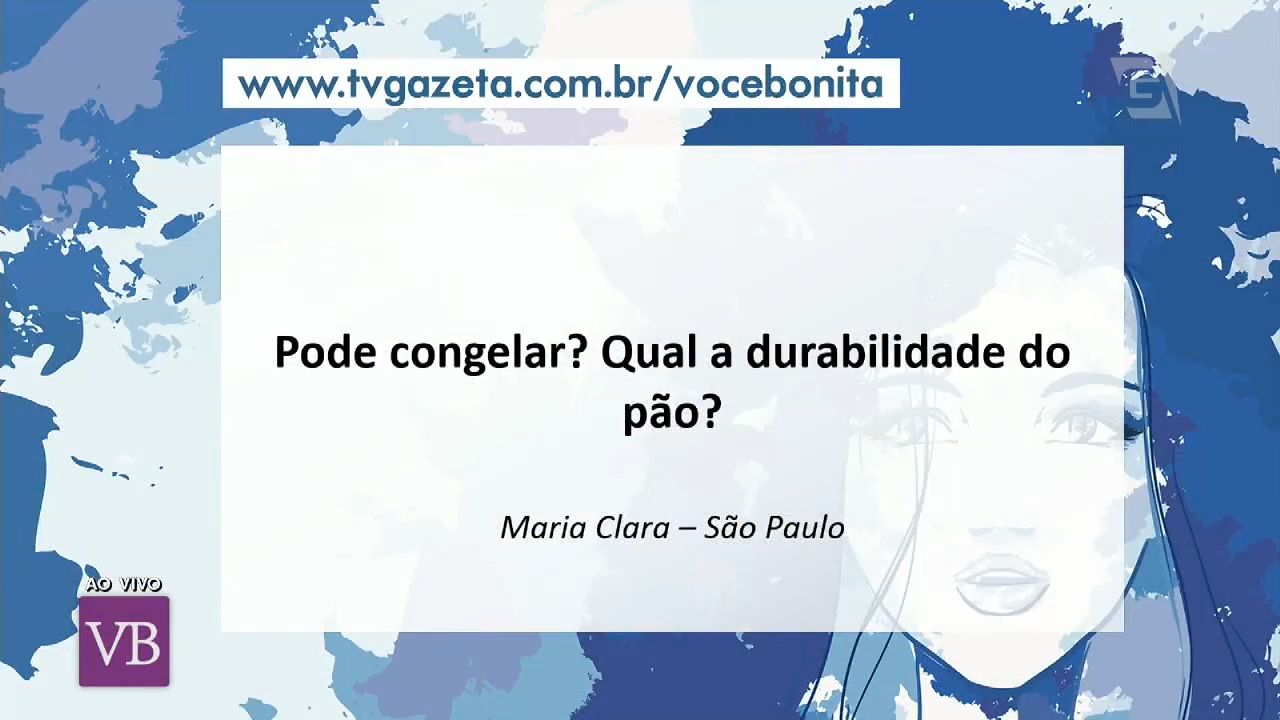 www.tvgazeta.com.br/vocebonita
G
Pode congelar? Qual a durabilidade do
pão?
Maria Clara – São Paulo
AO VIVO
VB